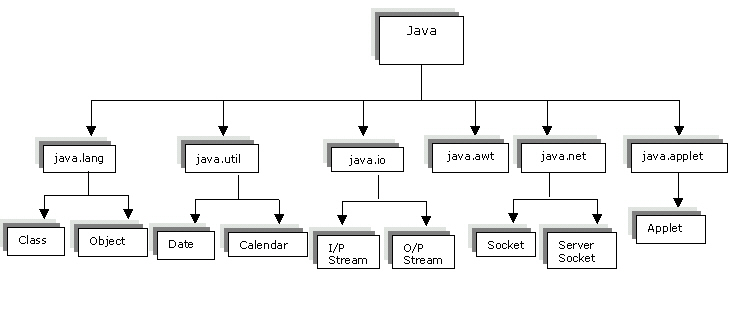 Java
java.lang
java.util
java.io
java.awt
java.net
java.applet
Class
Object
Date
Calendar
I/P
Stream
O/P
Stream
Socket
Server
Socket
Applet